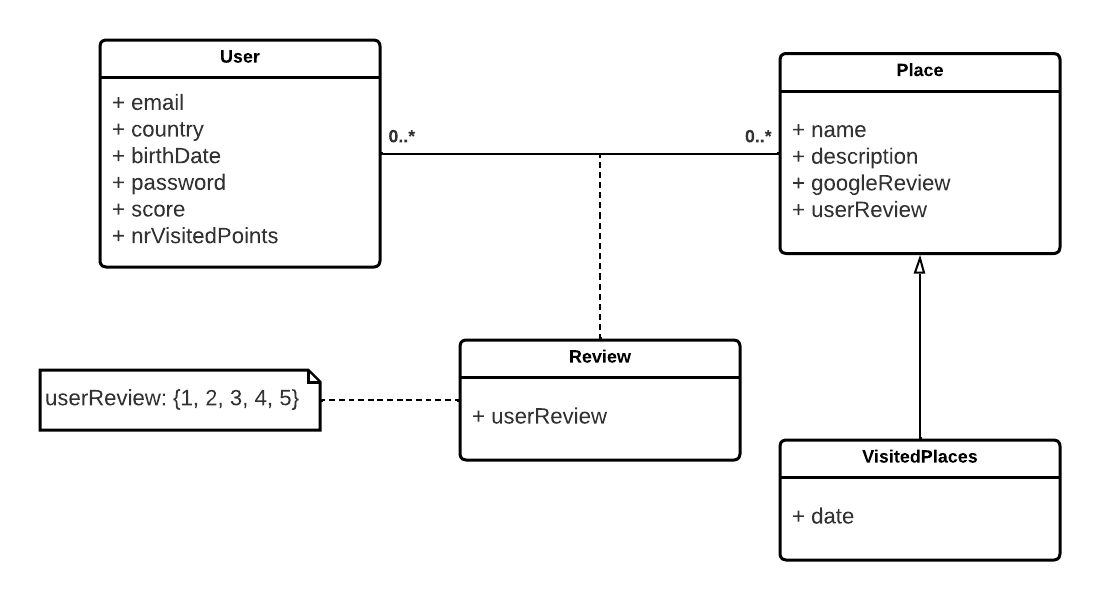 User
+ email
+ country
+ birthDate
+ password
+ score
+ nrVisitedPoints
0..*
0..*
Place
+ name
+ description
+ googleReview
+ userReview
Review
+ userReview
userReview: {1, 2, 3, 4, 5}
VisitedPlaces
+ date